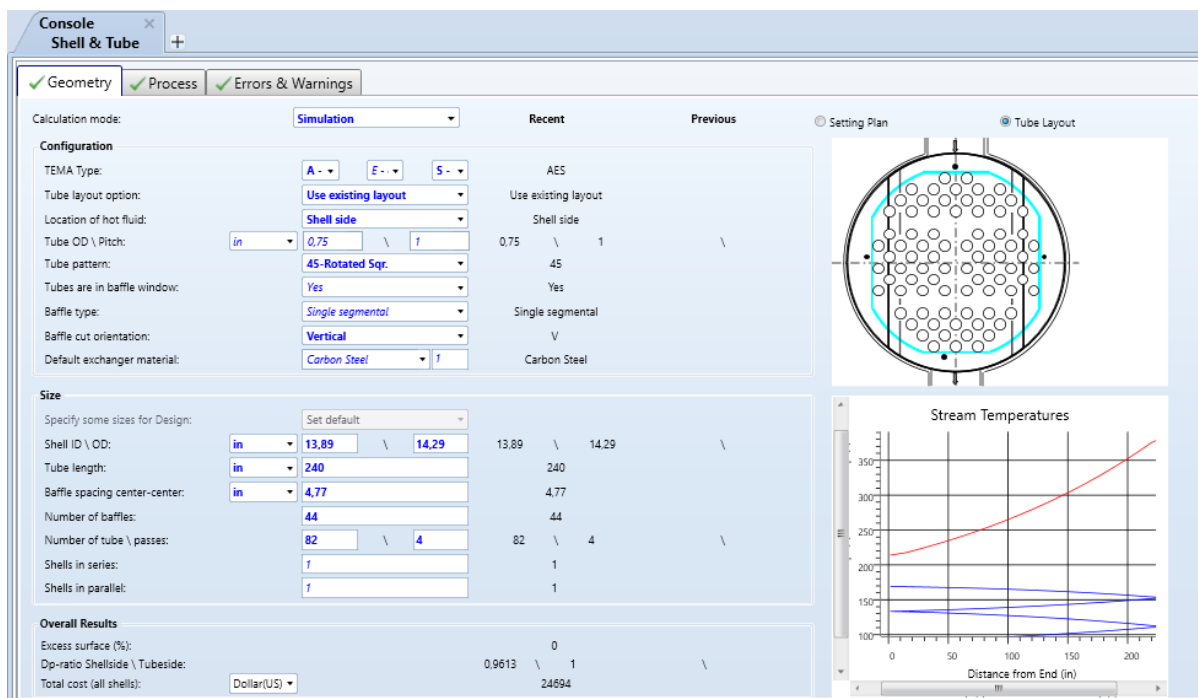 Console ×
Shell & Tube +
Geometry Process Errors & Warnings
Calculation mode: Simulation Recent Previous Setting Plan Tube Layout
Configuration
TEMA Type: A - E - S - AES
Tube layout option: Use existing layout Use existing layout
Location of hot fluid: Shell side Shell side
Tube OD \ Pitch: in 0,75 \ 1 0,75 \ 1 \
Tube pattern: 45-Rotated Sqr. 45
Tubes are in baffle window: Yes Yes
Baffle type: Single segmental Single segmental
Baffle cut orientation: Vertical V
Default exchanger material: Carbon Steel 1 Carbon Steel
Size
Specify some sizes for Design: Set default
Shell ID \ OD: in 13,89 \ 14,29 13,89 \ 14,29 \
Tube length: in 240 240
Baffle spacing center-center: in 4,77 4,77
Number of baffles: 44 44
Number of tube \ passes: 82 \ 4 82 \ 4 \
Shells in series: 1 1
Shells in parallel: 1 1
Overall Results
Excess surface (%): 0
Dp-ratio Shellside \ Tubeside: 0,9613 \ 1 \
Total cost (all shells): Dollar(US) 24694
Stream Temperatures
350
300
250
200
150
100
0 50 100 150 200
Distance from End (in)